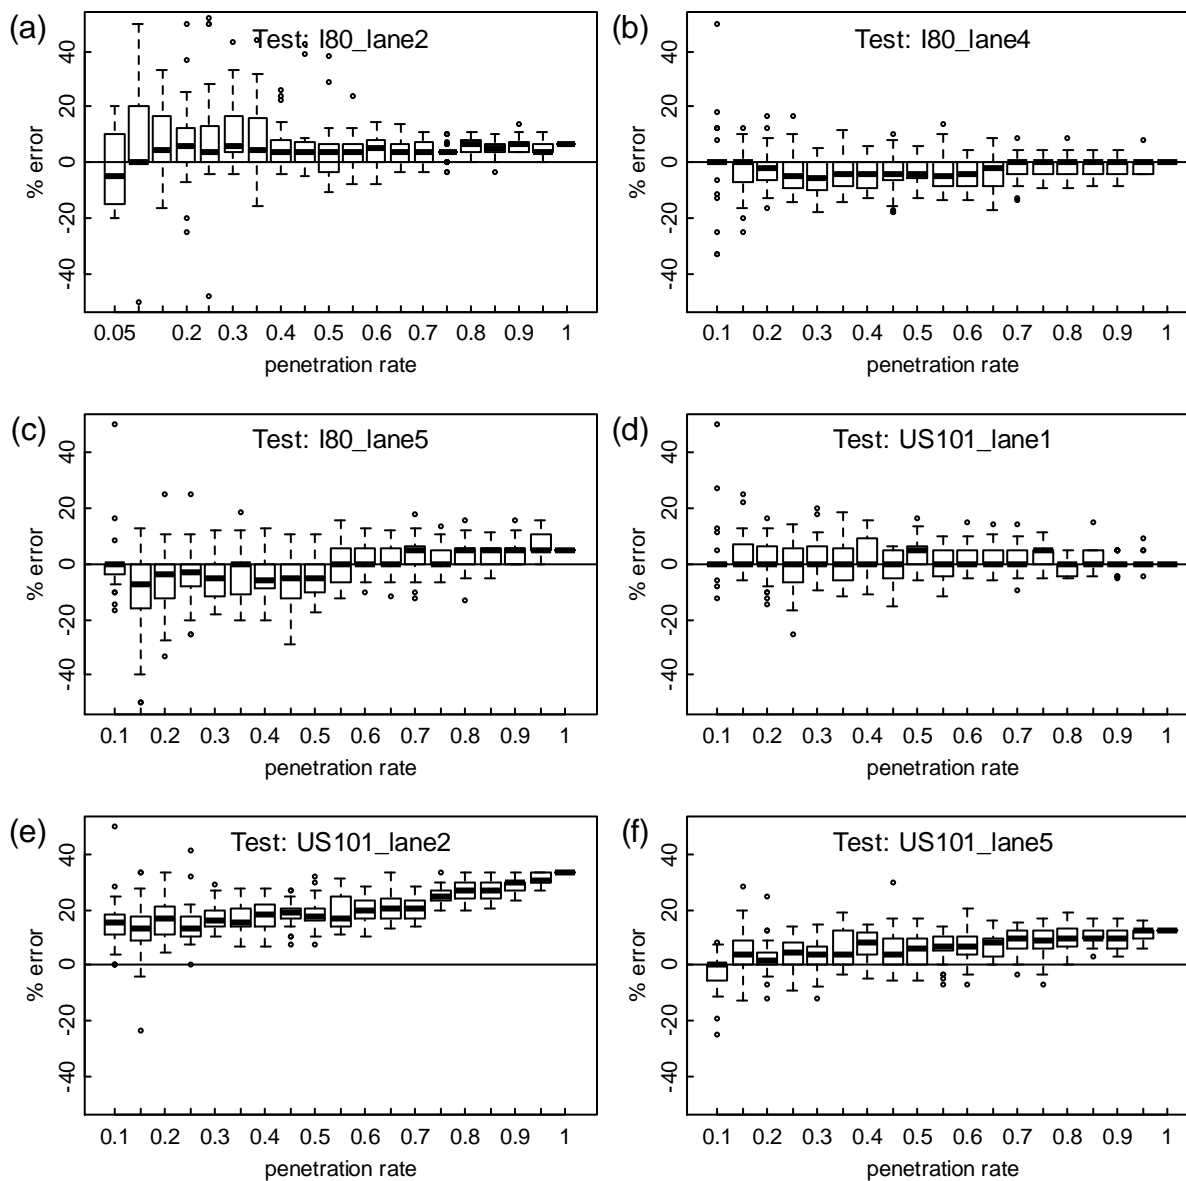 (a)
Test: I80_lane2
40
20
0
-20
-40
% error
0.05 0.2 0.3 0.4 0.5 0.6 0.7 0.8 0.9 1
penetration rate
(b)
Test: I80_lane4
40
20
0
-20
-40
% error
0.1 0.2 0.3 0.4 0.5 0.6 0.7 0.8 0.9 1
penetration rate
(c)
Test: I80_lane5
40
20
0
-20
-40
% error
0.1 0.2 0.3 0.4 0.5 0.6 0.7 0.8 0.9 1
penetration rate
(d)
Test: US101_lane1
40
20
0
-20
-40
% error
0.1 0.2 0.3 0.4 0.5 0.6 0.7 0.8 0.9 1
penetration rate
(e)
Test: US101_lane2
40
20
0
-20
-40
% error
0.1 0.2 0.3 0.4 0.5 0.6 0.7 0.8 0.9 1
penetration rate
(f)
Test: US101_lane5
40
20
0
-20
-40
% error
0.1 0.2 0.3 0.4 0.5 0.6 0.7 0.8 0.9 1
penetration rate